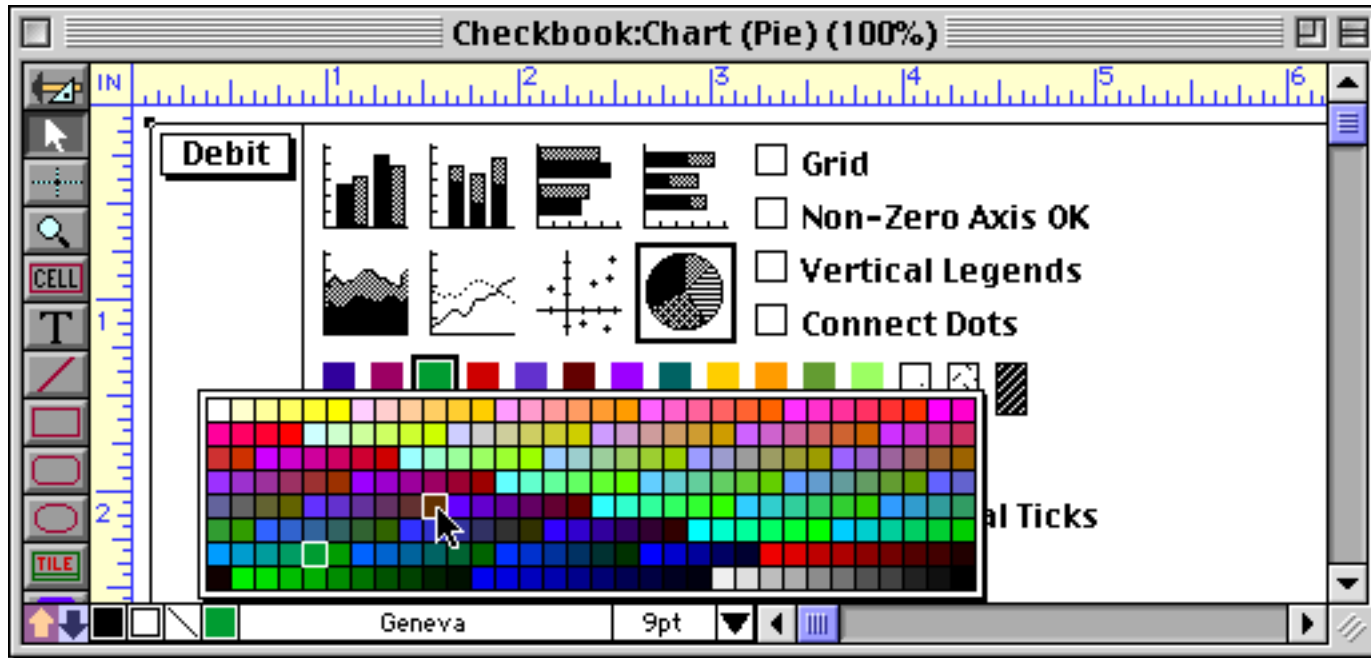 Checkbook:Chart (Pie) (100%)
IN 1 2 3 4 5 6
Debit
Grid
Non-Zero Axis OK
CELL
Vertical Legends
T
1
Connect Dots
2
al Ticks
TILE
Geneva 9pt